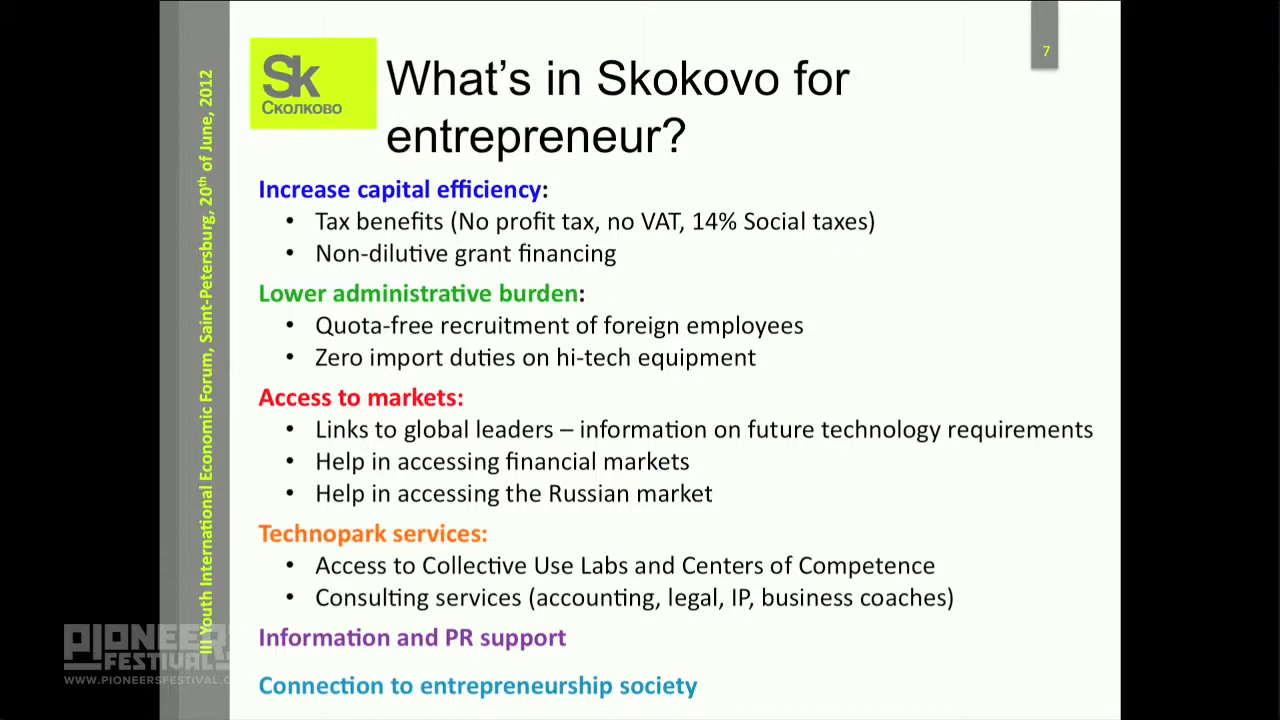 7
Sk
Сколково
What's in Skokovo for
entrepreneur?
Increase capital efficiency:
• Tax benefits (No profit tax, no VAT, 14% Social taxes)
• Non-dilutive grant financing
Lower administrative burden:
• Quota-free recruitment of foreign employees
• Zero import duties on hi-tech equipment
Access to markets:
• Links to global leaders – information on future technology requirements
• Help in accessing financial markets
• Help in accessing the Russian market
Technopark services:
• Access to Collective Use Labs and Centers of Competence
• Consulting services (accounting, legal, IP, business coaches)
Information and PR support
Connection to entrepreneurship society
III Youth International Economic Forum, Saint-Petersburg, 20th of June, 2012
PIONEERS
FESTIVAL
WWW.PIONEERSFESTIVAL.C